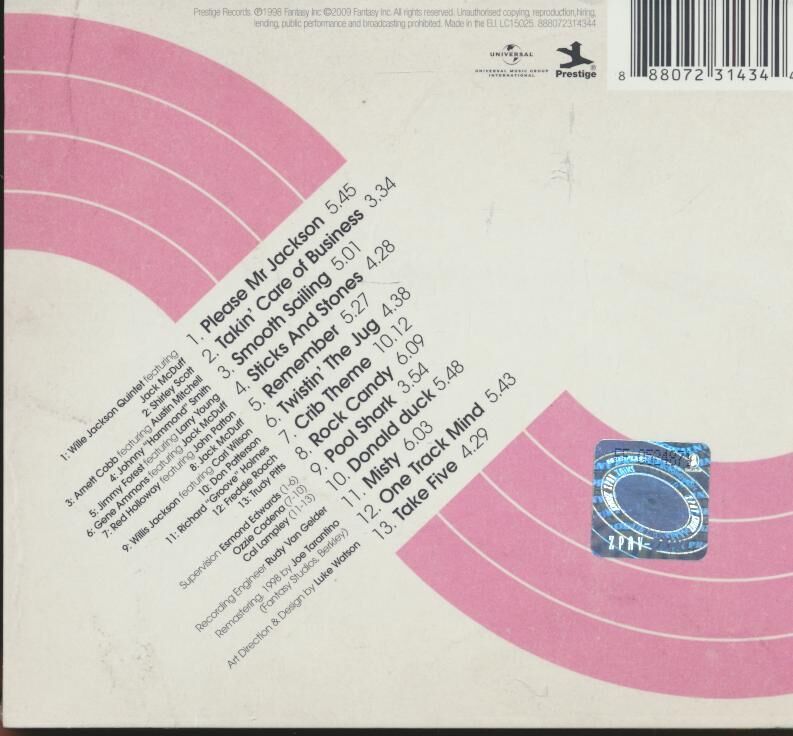 Prestige Records. ℗1998 Fantasy Inc ©2009 Fantasy Inc. All rights reserved. Unauthorised copying, reproduction, hiring,
lending, public performance and broadcasting prohibited. Made in the E.U. LC15025. 888072314344
UNIVERSAL
UNIVERSAL MUSIC GROUP
INTERNATIONAL
Prestige®
8 88072 31434 4
1. Please Mr Jackson 5.45
2. Takin' Care of Business 3.34
3. Smooth Sailing 5.01
4. Sticks And Stones 4.28
5. Remember 5.27
6. Twistin' The Jug 4.38
7. Crib Theme 10.12
8. Rock Candy 6.09
9. Pool Shark 3.54
10. Donald duck 5.48
11. Misty 6.03
12. One Track Mind 5.43
13. Take Five 4.29
1: Wille Jackson Quintet featuring
Jack McDuff
2: Shirley Scott
3: Arnett Cobb featuring Austin Mitchell
4: Johnny "Hammond" Smith
5: Jimmy Forest featuring Larry Young
6: Gene Ammons featuring Jack McDuff
7: Red Holloway featuring John Patton
8: Jack McDuff
9: Willis Jackson featuring Carl Wilson
10: Don Patterson
11: Richard "Groove" Holmes
12: Freddie Roach
13: Trudy Pitts
Supervision Esmond Edwards (1-6)
Ozzie Cadena (7-10)
Cal Lampley (11-13)
Recording Engineer Rudy Van Gelder
Remastering, 1998 by Joe Tarantino
(Fantasy Studios, Berkley)
Art Direction & Design by Luke Watson
ZPAV